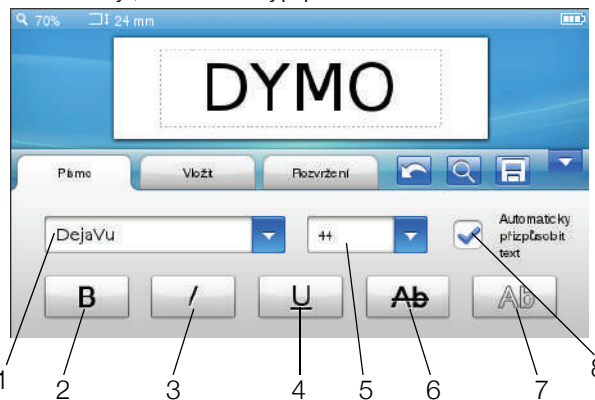 70% 24 mm
DYMO
Písmo Vložit Rozvržení
DejaVu 44 Automaticky
přizpůsobit
text
B I U Ab Ab
1 2 3 4 5 6 7 8